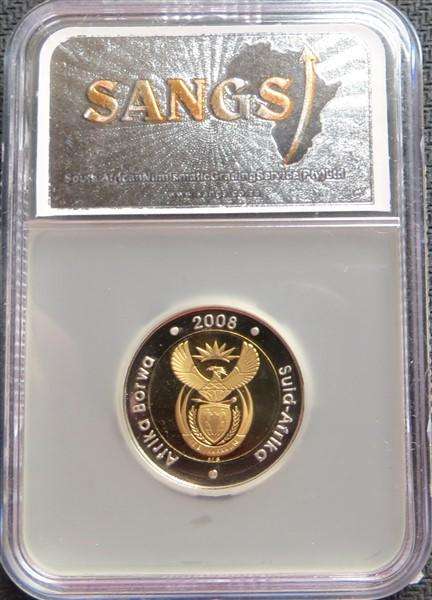 SANGS
South African Numismatic Grading Service (Pty) Ltd
2008
Afrika Borwa
Suid-Afrika